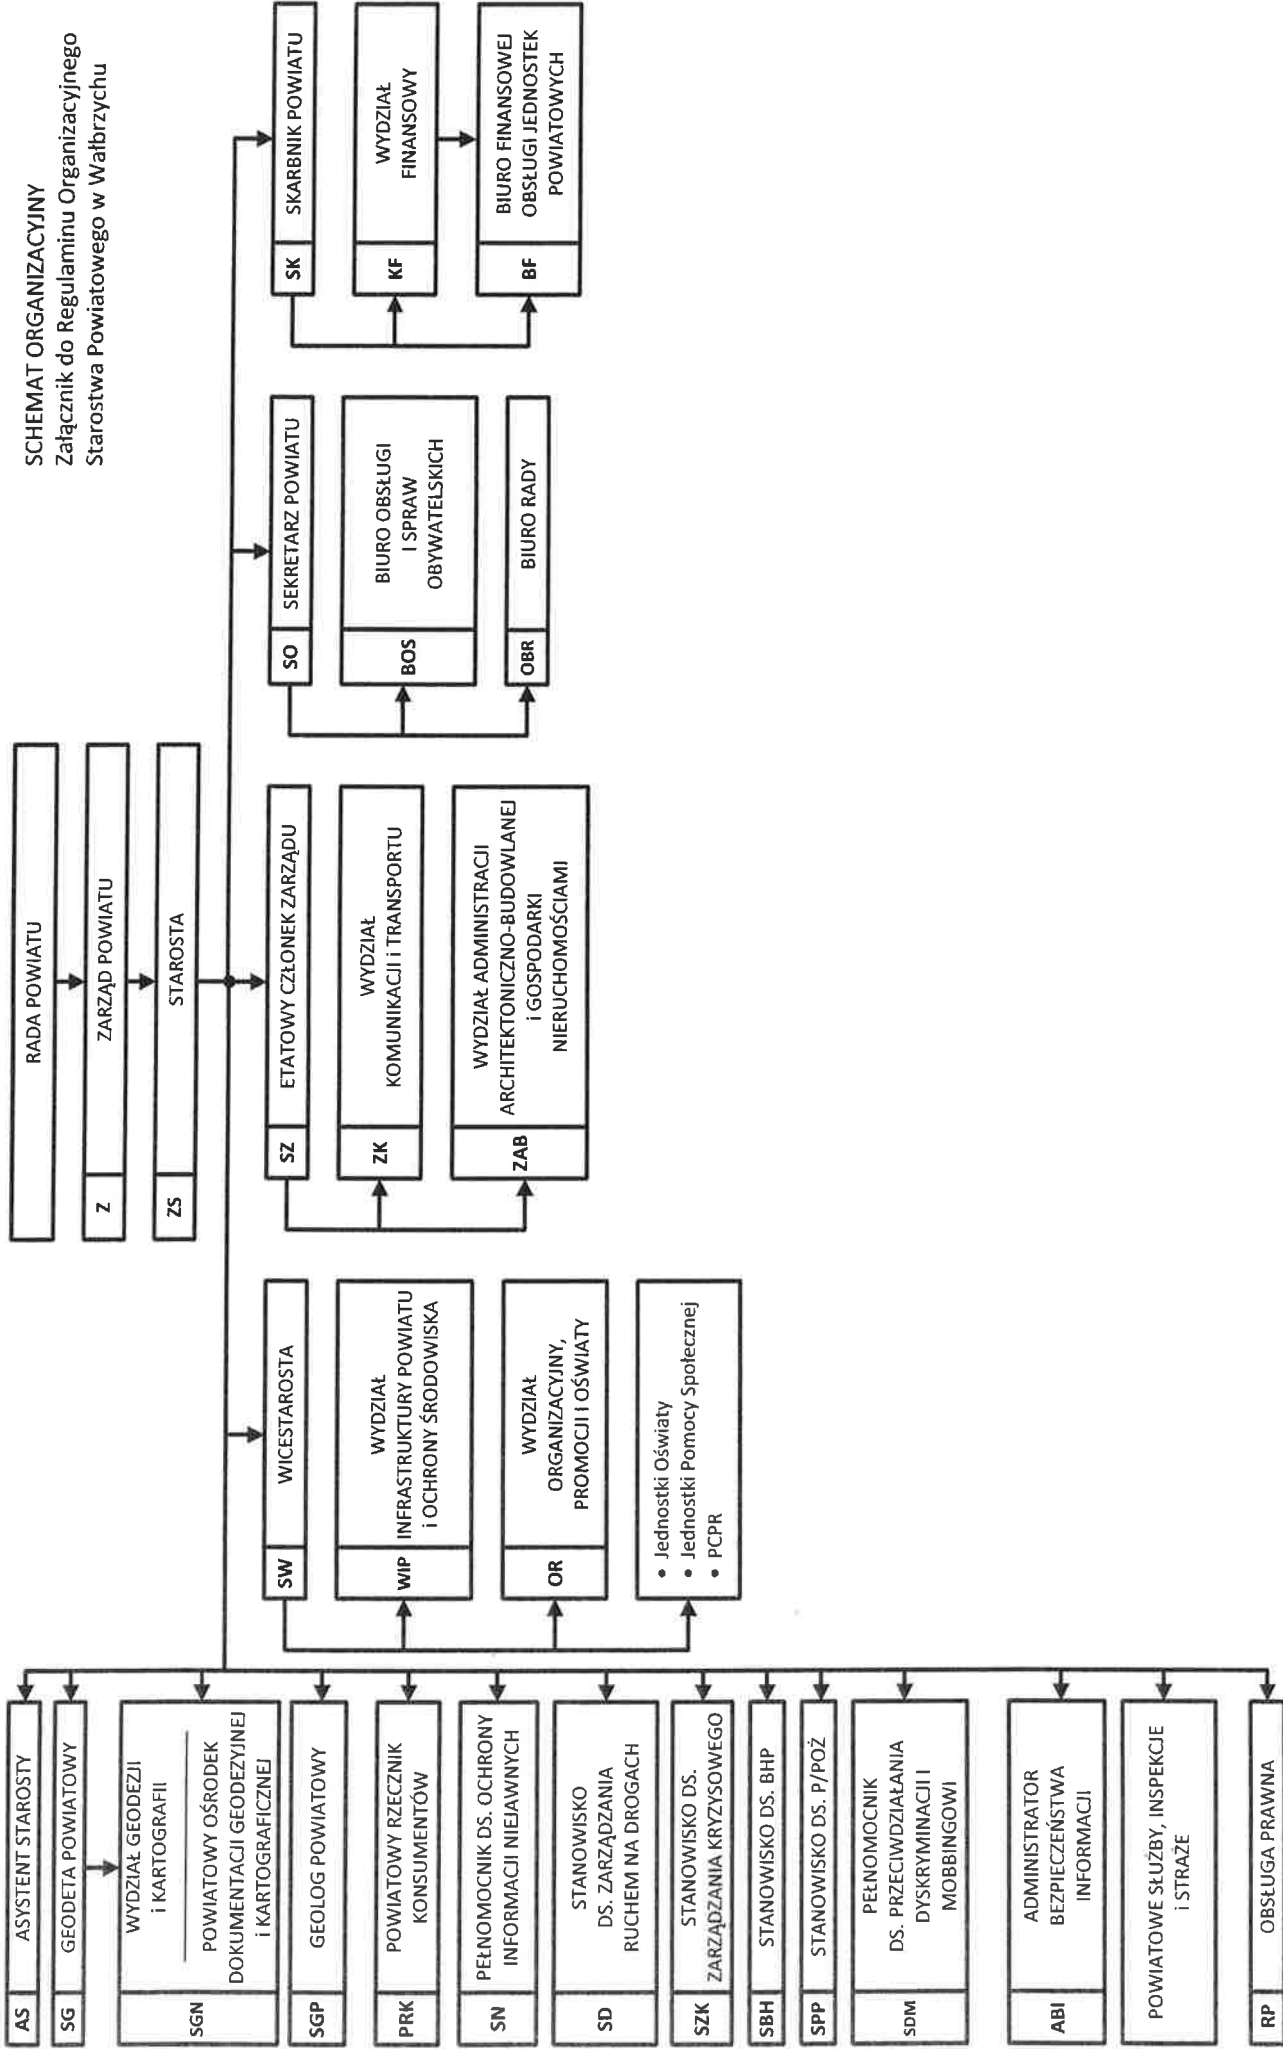 SCHEMAT ORGANIZACYJNY
Załącznik do Regulaminu Organizacyjnego
Starostwa Powiatowego w Wałbrzychu
RADA POWIATU
Z
ZARZĄD POWIATU
ZS
STAROSTA
AS
ASYSTENT STAROSTY
SG
GEODETA POWIATOWY
SGN
WYDZIAŁ GEODEZJI
i KARTOGRAFII
POWIATOWY OŚRODEK
DOKUMENTACJI GEODEZYJNEJ
i KARTOGRAFICZNEJ
SGP
GEOLOG POWIATOWY
PRK
POWIATOWY RZECZNIK
KONSUMENTÓW
SN
PEŁNOMOCNIK DS. OCHRONY
INFORMACJI NIEJAWNYCH
SD
STANOWISKO
DS. ZARZĄDZANIA
RUCHEM NA DROGACH
SZK
STANOWISKO DS.
ZARZĄDZANIA KRYZYSOWEGO
SBH
STANOWISKO DS. BHP
SPP
STANOWISKO DS. P/POŻ
SDM
PEŁNOMOCNIK
DS. PRZECIWDZIAŁANIA
DYSKRYMINACJI I
MOBBINGOWI
ABI
ADMINISTRATOR
BEZPIECZEŃSTWA
INFORMACJI
POWIATOWE SŁUŻBY, INSPEKCJE
i STRAŻE
RP
OBSŁUGA PRAWNA
SW
WICESTAROSTA
WIP
WYDZIAŁ
INFRASTRUKTURY POWIATU
i OCHRONY ŚRODOWISKA
OR
WYDZIAŁ
ORGANIZACYJNY,
PROMOCJI I OŚWIATY
• Jednostki Oświaty
• Jednostki Pomocy Społecznej
• PCPR
SZ
ETATOWY CZŁONEK ZARZĄDU
ZK
WYDZIAŁ
KOMUNIKACJI i TRANSPORTU
ZAB
WYDZIAŁ ADMINISTRACJI
ARCHITEKTONICZNO-BUDOWLANEJ
i GOSPODARKI
NIERUCHOMOŚCIAMI
SO
SEKRETARZ POWIATU
BOS
BIURO OBSŁUGI
I SPRAW
OBYWATELSKICH
OBR
BIURO RADY
SK
SKARBNIK POWIATU
KF
WYDZIAŁ
FINANSOWY
BF
BIURO FINANSOWEJ
OBSŁUGI JEDNOSTEK
POWIATOWYCH